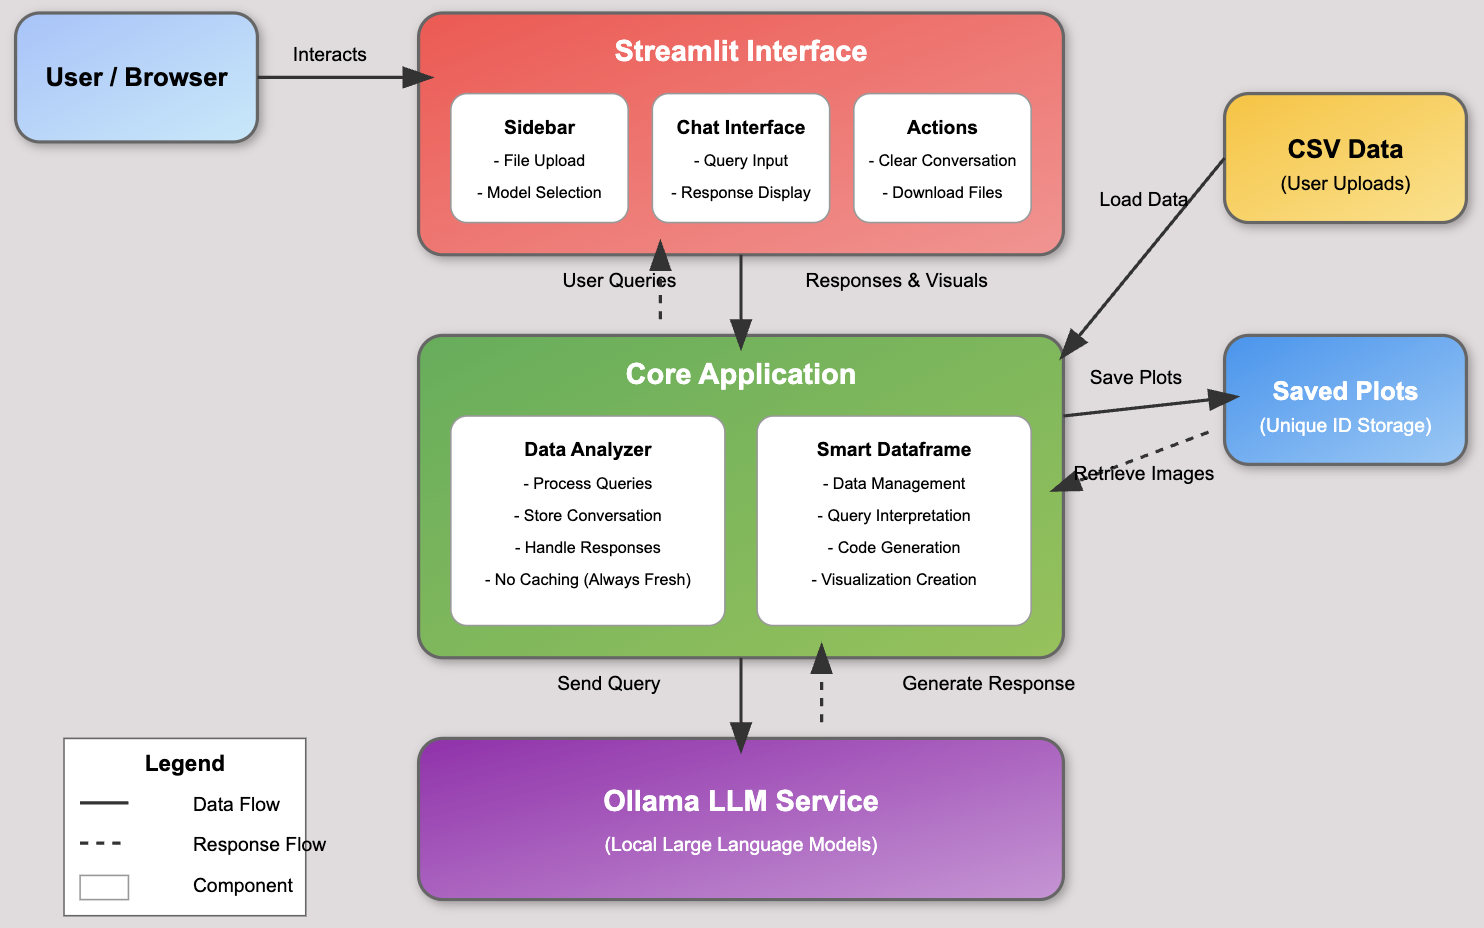 User / Browser
Interacts
Streamlit Interface
Sidebar
- File Upload
- Model Selection
Chat Interface
- Query Input
- Response Display
Actions
- Clear Conversation
- Download Files
CSV Data
(User Uploads)
Load Data
User Queries
Responses & Visuals
Core Application
Data Analyzer
- Process Queries
- Store Conversation
- Handle Responses
- No Caching (Always Fresh)
Smart Dataframe
- Data Management
- Query Interpretation
- Code Generation
- Visualization Creation
Save Plots
Saved Plots
(Unique ID Storage)
Retrieve Images
Send Query
Generate Response
Ollama LLM Service
(Local Large Language Models)
Legend
Data Flow
Response Flow
Component